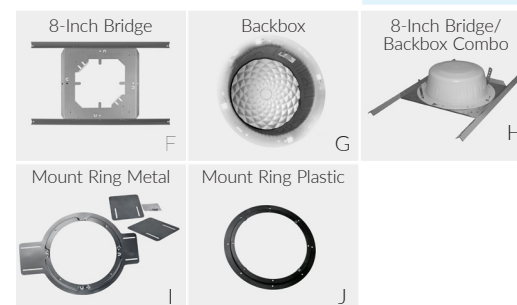 8-Inch Bridge
F
Backbox
G
8-Inch Bridge/
Backbox Combo
H
Mount Ring Metal
I
Mount Ring Plastic
J